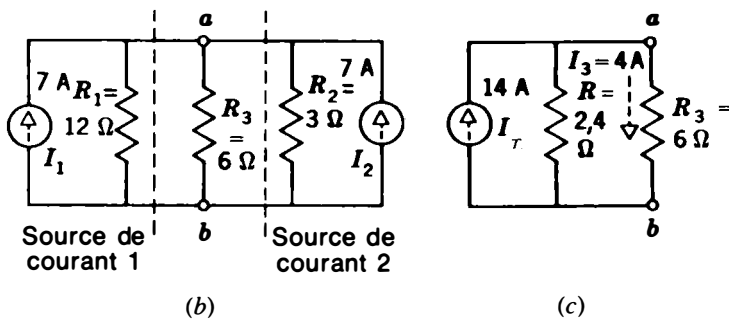 a
7 A
R₁ =
12 Ω
I₁
R₃
=
6 Ω
R₂ =
3 Ω
7 A
I₂
b
Source de
courant 1
Source de
courant 2
(b)
a
14 A
I_T
I₃ = 4 A
R =
2,4
Ω
R₃ =
6 Ω
b
(c)